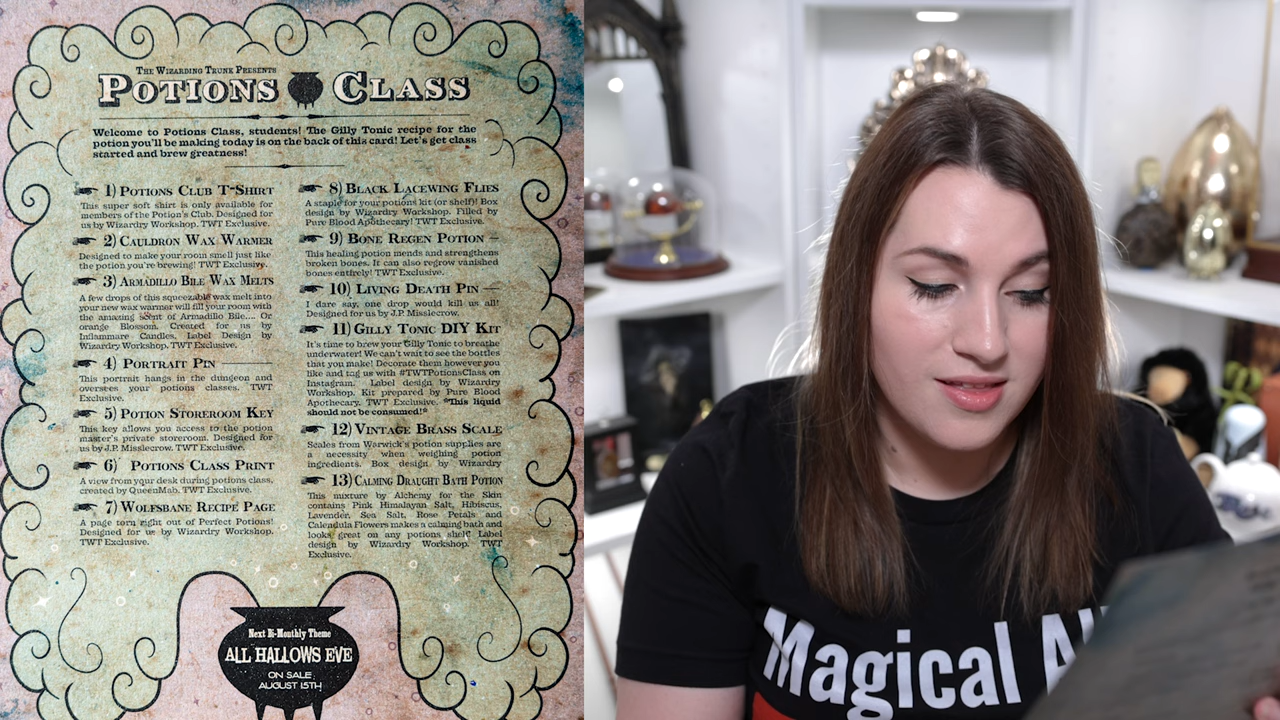 The Wizarding Trunk Presents
Potions Class
Welcome to Potions Class, students! The Gilly Tonic recipe for the
potion you'll be making today is on the back of this card! Let's get class
started and brew greatness!
1) Potions Club T-Shirt
This super soft shirt is only available for
members of the Potion's Club. Designed for
us by Wizardry Workshop. TWT Exclusive.
2) Cauldron Wax Warmer
Designed to make your room smell just like
the potion you're brewing! TWT Exclusive.
3) Armadillo Bile Wax Melts
A few drops of this squeezable wax melt into
your new wax warmer will fill your room with
the amazing scent of Armadillo Bile.... Or
orange Blossom. Created for us by
Inflammare Candles. Label Design by
Wizardry Workshop. TWT Exclusive.
4) Portrait Pin
This portrait hangs in the dungeon and
oversees your potions classes. TWT
Exclusive.
5) Potion Storeroom Key
This key allows you access to the potion
master's private storeroom. Designed for
us by J.P. Misslecrow. TWT Exclusive.
6) Potions Class Print
A view from your desk during potions class,
created by QueenMab. TWT Exclusive.
7) Wolfsbane Recipe Page
A page torn right out of Perfect Potions!
Designed for us by Wizardry Workshop.
TWT Exclusive.
8) Black Lacewing Flies
A staple for your potions kit (or shelf)! Box
design by Wizardry Workshop. Filled by
Pure Blood Apothecary! TWT Exclusive.
9) Bone Regen Potion —
This healing potion mends and strengthens
broken bones. It can also regrow vanished
bones entirely! TWT Exclusive.
10) Living Death Pin —
I dare say, one drop would kill us all!
Designed for us by J.P. Misslecrow.
11) Gilly Tonic DIY Kit
It's time to brew your Gilly Tonic to breathe
underwater! We can't wait to see the bottles
that you make! Decorate them however you
like and tag us with #TWTPotionsClass on
Instagram. Label design by Wizardry
Workshop. Kit prepared by Pure Blood
Apothecary. TWT Exclusive. *This liquid
should not be consumed!*
12) Vintage Brass Scale
Scales from Warwick's potion supplies are
a necessity when weighing potion
ingredients. Box design by Wizardry
13) Calming Draught Bath Potion
This mixture by Alchemy for the Skin
contains Pink Himalayan Salt, Hibiscus,
Lavender, Sea Salt, Rose Petals and
Calendula Flowers makes a calming bath and
looks great on any potions shelf! Label
design by Wizardry Workshop. TWT
Exclusive.
Next Bi-Monthly Theme
ALL HALLOWS EVE
ON SALE
AUGUST 15TH
Magical